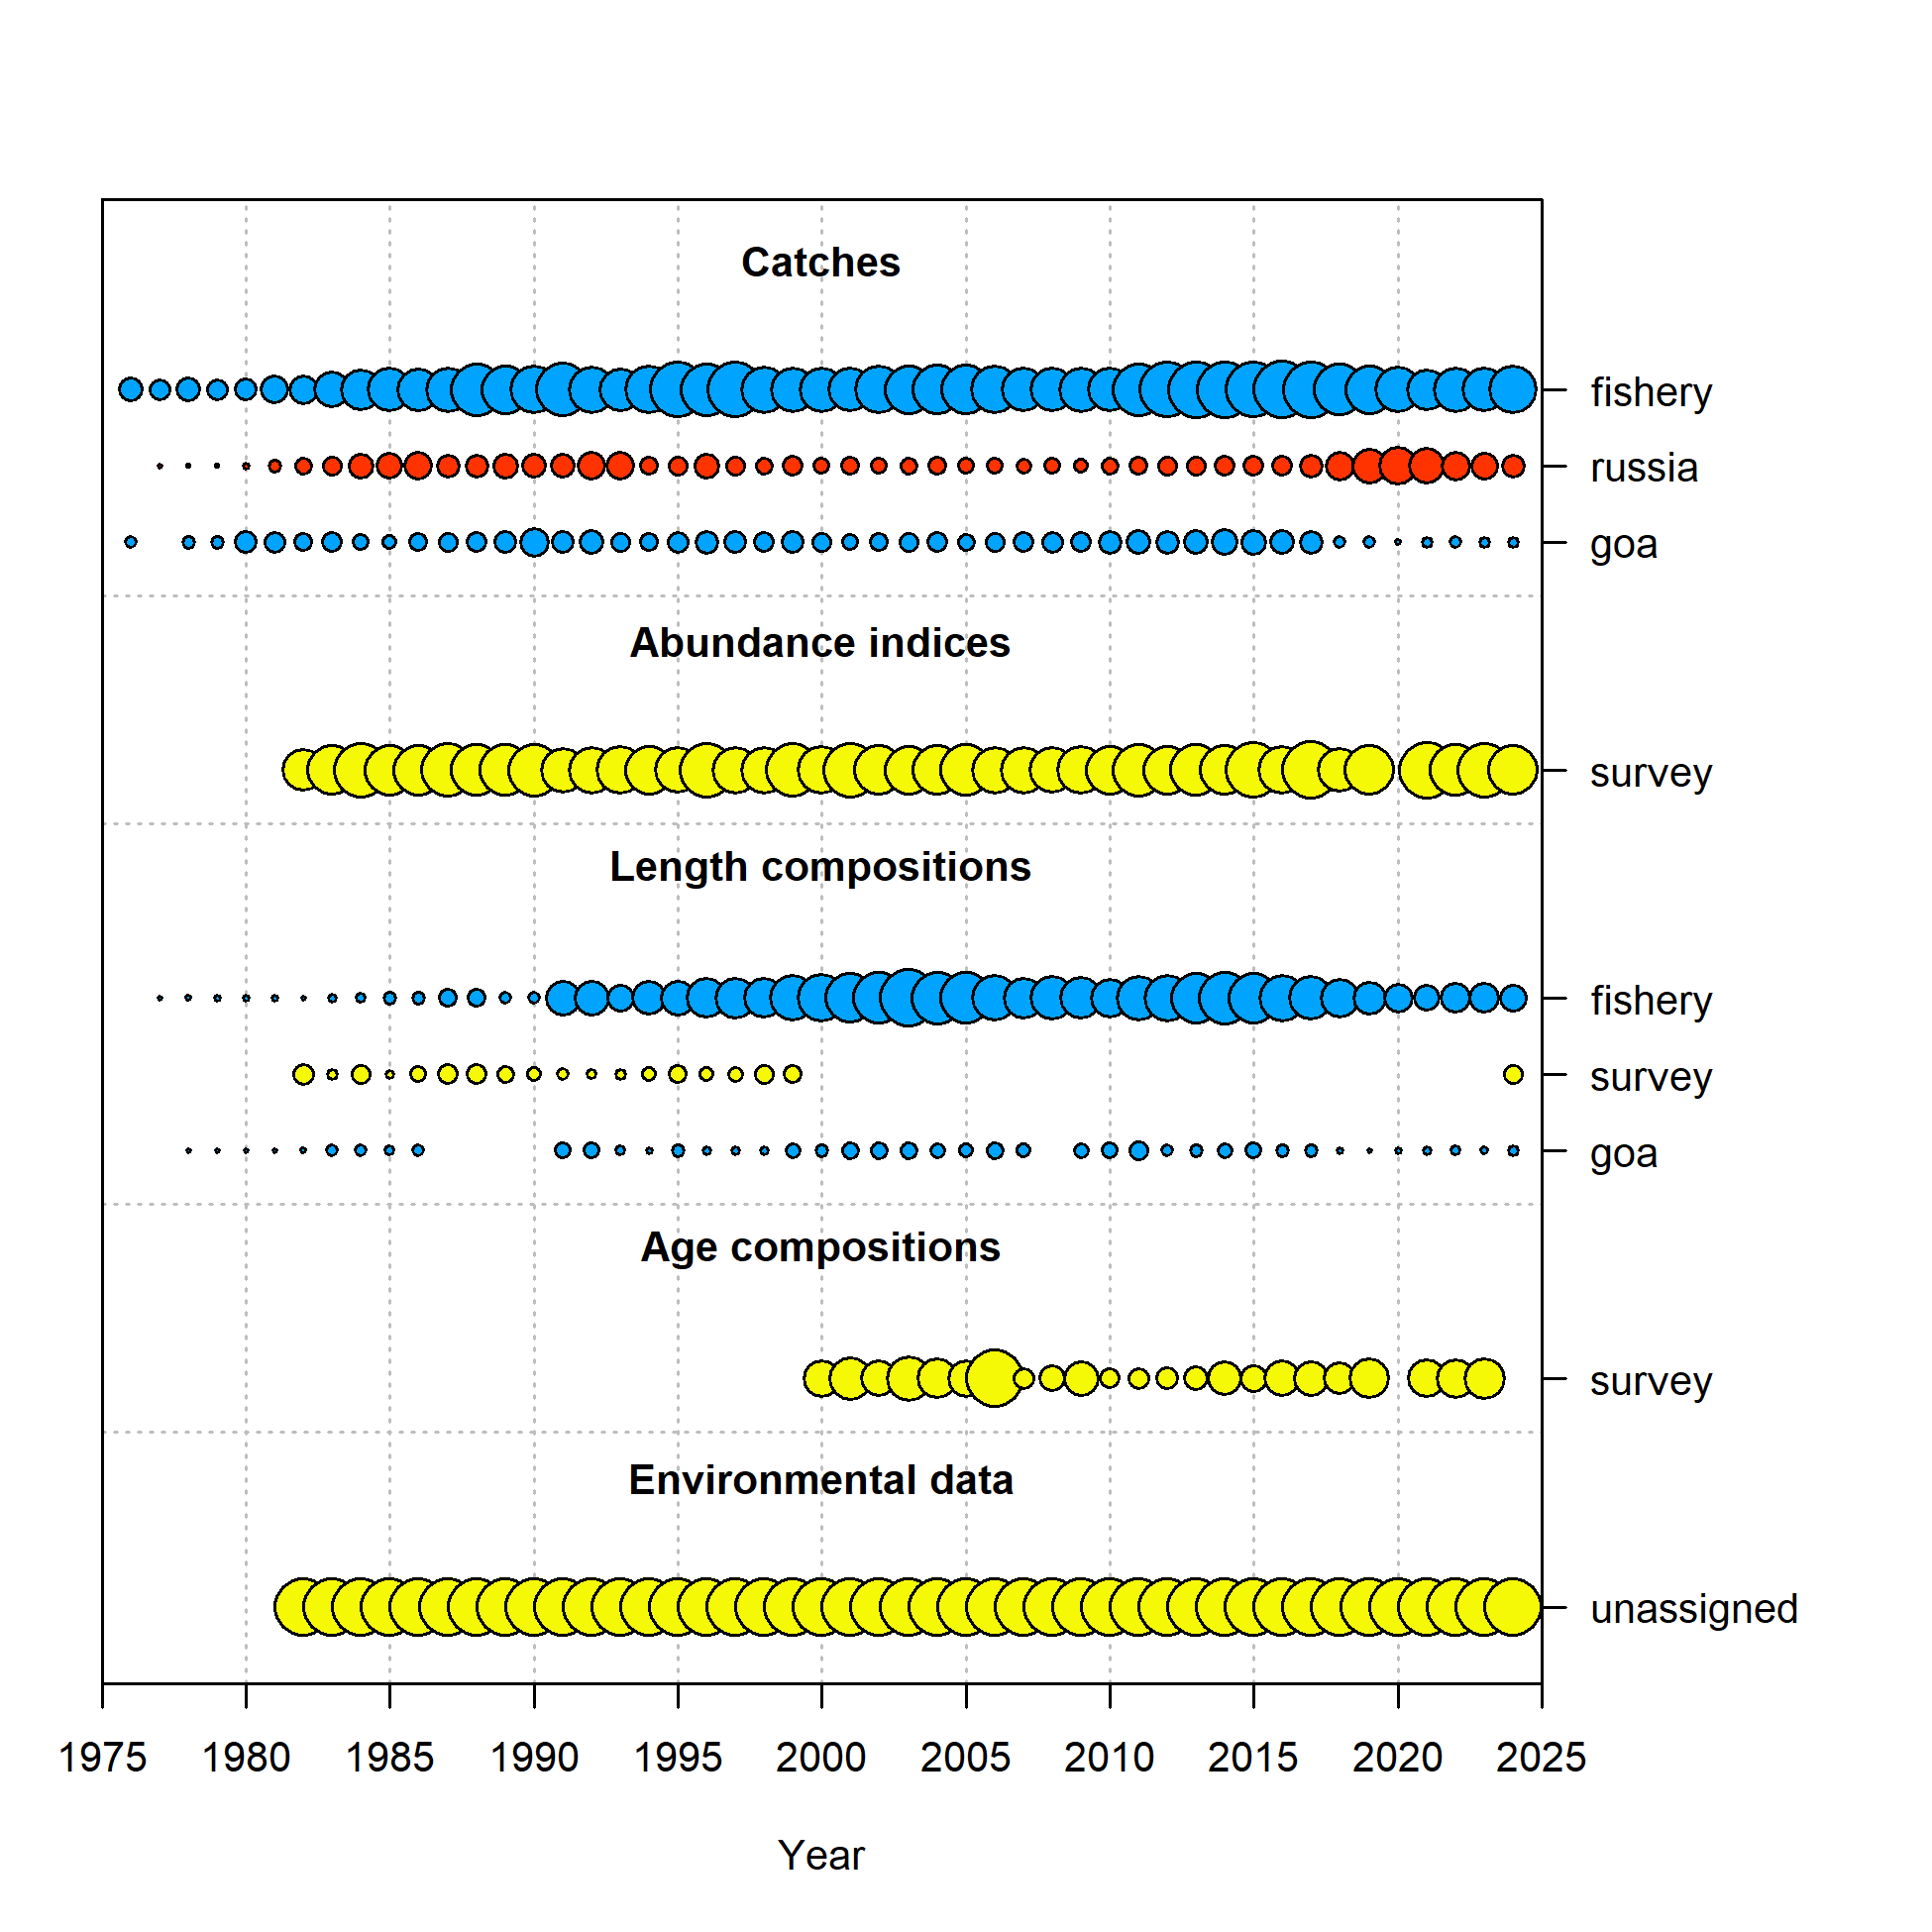 Catches
fishery
russia
goa
Abundance indices
survey
Length compositions
fishery
survey
goa
Age compositions
survey
Environmental data
unassigned
1975 1980 1985 1990 1995 2000 2005 2010 2015 2020 2025
Year